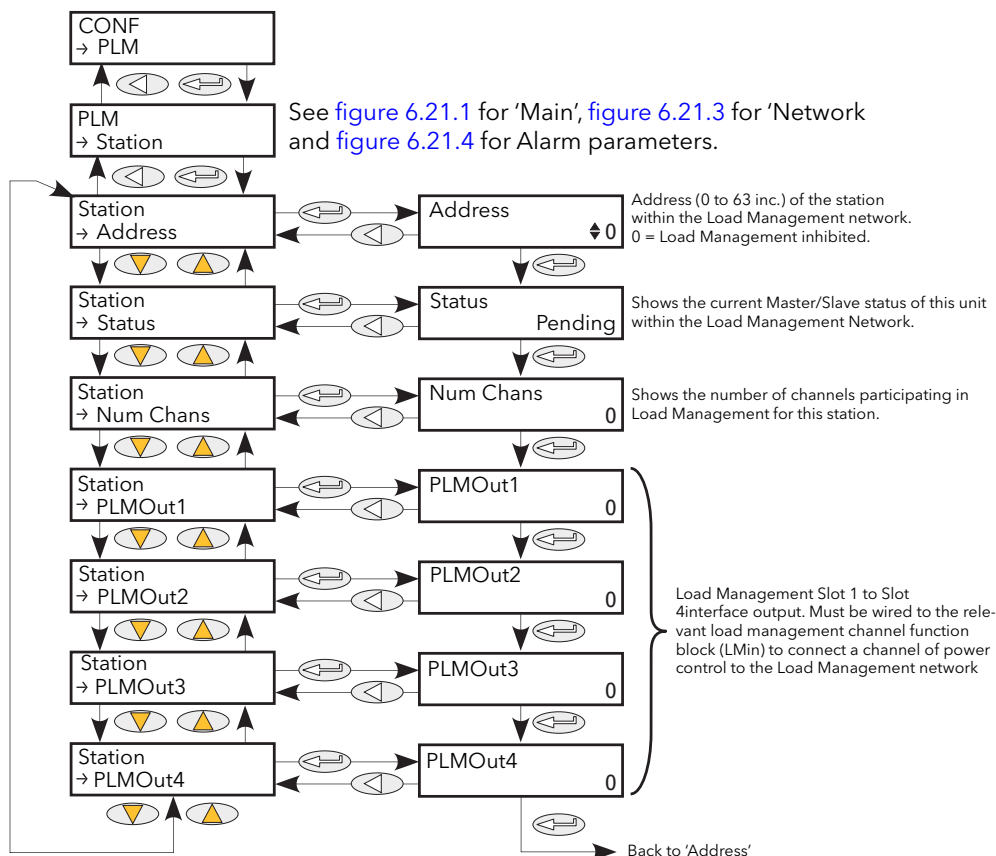 CONF
→ PLM
PLM
→ Station
See figure 6.21.1 for 'Main', figure 6.21.3 for 'Network
and figure 6.21.4 for Alarm parameters.
Station
→ Address
Address
0
Address (0 to 63 inc.) of the station
within the Load Management network.
0 = Load Management inhibited.
Station
→ Status
Status
Pending
Shows the current Master/Slave status of this unit
within the Load Management Network.
Station
→ Num Chans
Num Chans
0
Shows the number of channels participating in
Load Management for this station.
Station
→ PLMOut1
PLMOut1
0
Station
→ PLMOut2
PLMOut2
0
Station
→ PLMOut3
PLMOut3
0
Station
→ PLMOut4
PLMOut4
0
Load Management Slot 1 to Slot
4interface output. Must be wired to the rele-
vant load management channel function
block (LMin) to connect a channel of power
control to the Load Management network
Back to 'Address'